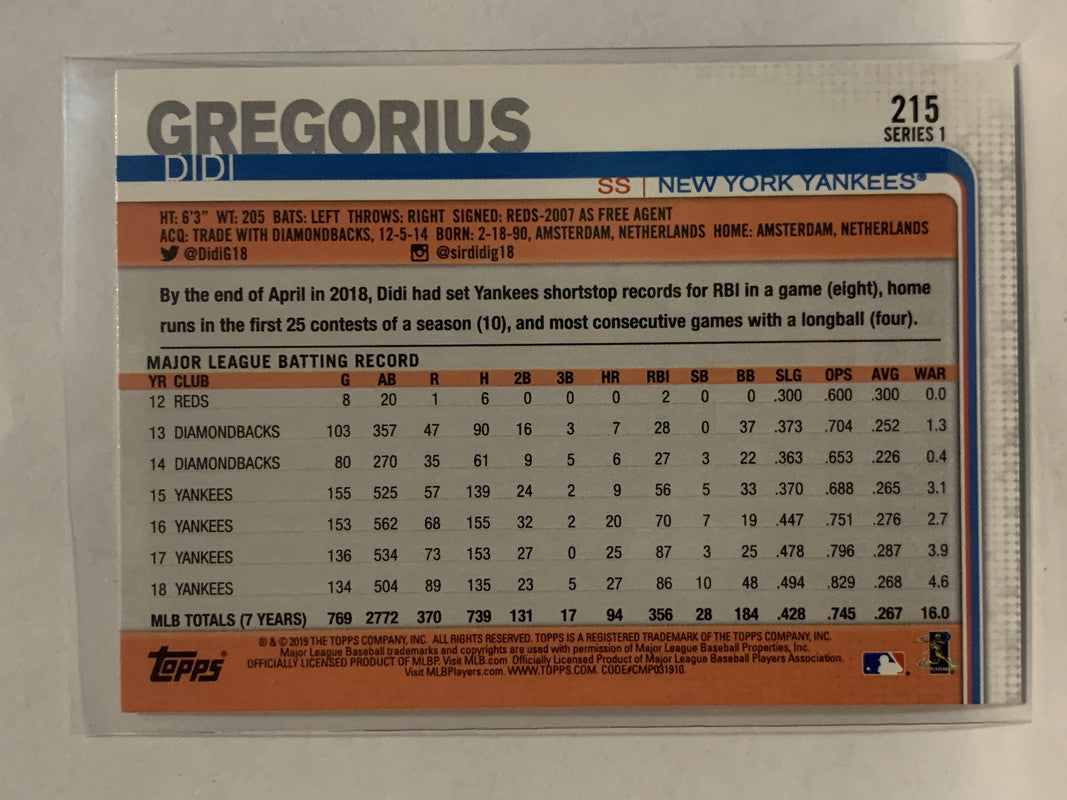 GREGORIUS
215
SERIES 1
DIDI
SS | NEW YORK YANKEES®
HT: 6'3" WT: 205 BATS: LEFT THROWS: RIGHT SIGNED: REDS-2007 AS FREE AGENT
ACQ: TRADE WITH DIAMONDBACKS, 12-5-14 BORN: 2-18-90, AMSTERDAM, NETHERLANDS HOME: AMSTERDAM, NETHERLANDS
@DidiG18 @sirdidig18
By the end of April in 2018, Didi had set Yankees shortstop records for RBI in a game (eight), home
runs in the first 25 contests of a season (10), and most consecutive games with a longball (four).
MAJOR LEAGUE BATTING RECORD
YR CLUB G AB R H 2B 3B HR RBI SB BB SLG OPS AVG WAR
12 REDS 8 20 1 6 0 0 0 2 0 0 .300 .600 .300 0.0
13 DIAMONDBACKS 103 357 47 90 16 3 7 28 0 37 .373 .704 .252 1.3
14 DIAMONDBACKS 80 270 35 61 9 5 6 27 3 22 .363 .653 .226 0.4
15 YANKEES 155 525 57 139 24 2 9 56 5 33 .370 .688 .265 3.1
16 YANKEES 153 562 68 155 32 2 20 70 7 19 .447 .751 .276 2.7
17 YANKEES 136 534 73 153 27 0 25 87 3 25 .478 .796 .287 3.9
18 YANKEES 134 504 89 135 23 5 27 86 10 48 .494 .829 .268 4.6
MLB TOTALS (7 YEARS) 769 2772 370 739 131 17 94 356 28 184 .428 .745 .267 16.0
® & © 2019 THE TOPPS COMPANY, INC. ALL RIGHTS RESERVED. TOPPS IS A REGISTERED TRADEMARK OF THE TOPPS COMPANY, INC.
Major League Baseball trademarks and copyrights are used with permission of Major League Baseball Properties, Inc.
OFFICIALLY LICENSED PRODUCT OF MLBP. Visit MLB.com Officially Licensed Product of Major League Baseball Players Association.
Visit MLBPlayers.com. WWW.TOPPS.COM. CODE#CMP031910.
Topps®